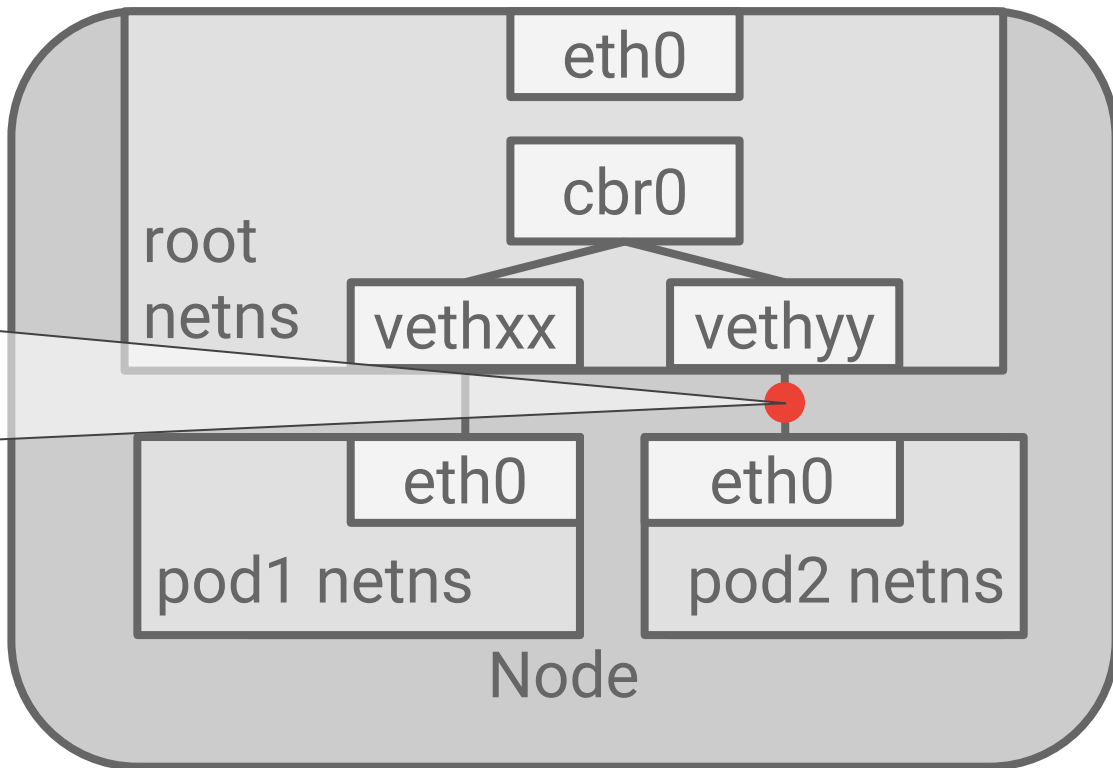 eth0
cbr0
root
netns
vethxx
vethyy
eth0
eth0
pod1 netns
pod2 netns
Node